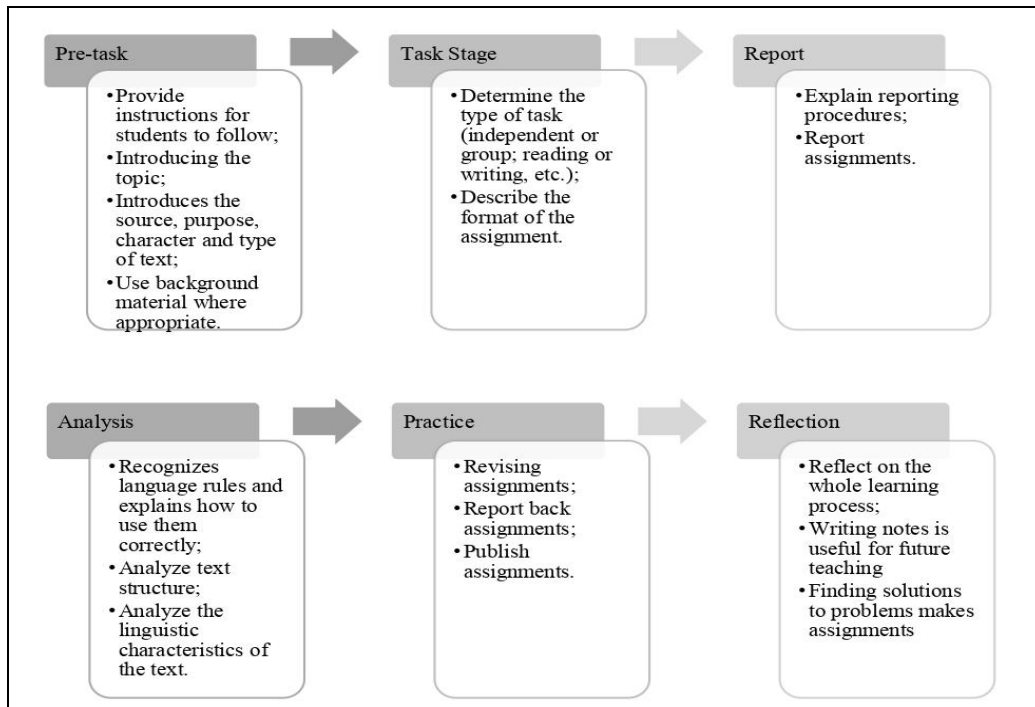 Pre-task
• Provide
instructions for
students to follow;
• Introducing the
topic;
• Introduces the
source, purpose,
character and type
of text;
• Use background
material where
appropriate.
Task Stage
• Determine the
type of task
(independent or
group; reading or
writing, etc.);
• Describe the
format of the
assignment.
Report
• Explain reporting
procedures;
• Report
assignments.
Analysis
• Recognizes
language rules and
explains how to
use them
correctly;
• Analyze text
structure;
• Analyze the
linguistic
characteristics of
the text.
Practice
• Revising
assignments;
• Report back
assignments;
• Publish
assignments.
Reflection
• Reflect on the
whole learning
process;
• Writing notes is
useful for future
teaching
• Finding solutions
to problems makes
assignments